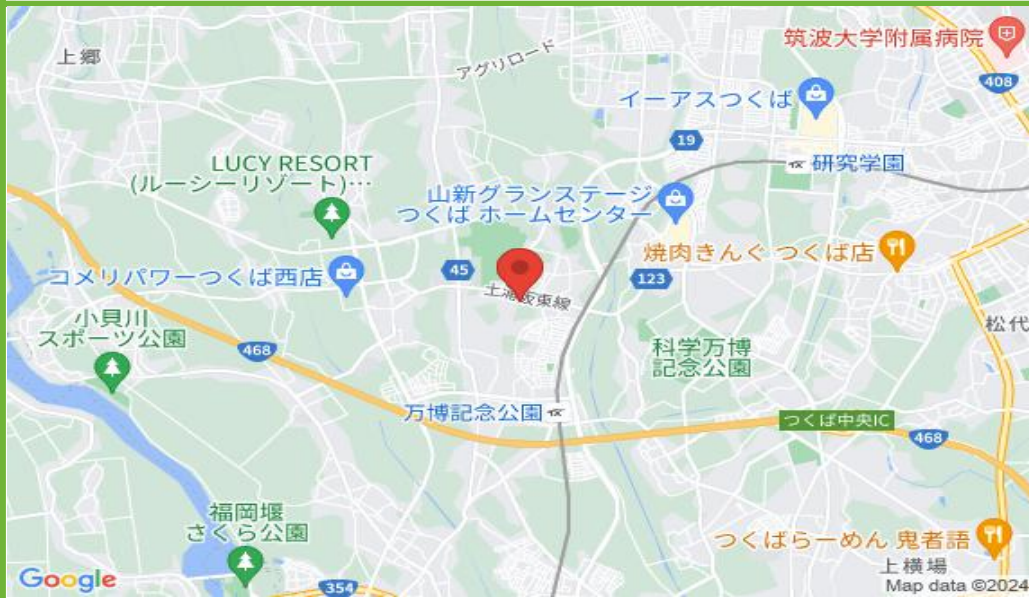 上郷
アグリロード
筑波大学附属病院
408
イーアスつくば
19
研究学園
LUCY RESORT
(ルーシーリゾート)…
山新グランステージ
つくば ホームセンター
焼肉きんぐ つくば店
コメリパワーつくば西店
45
123
土浦坂東線
小貝川
スポーツ公園
松代
468
科学万博
記念公園
万博記念公園
つくば中央IC
468
福岡堰
さくら公園
つくばらーめん 鬼者語
上横場
Google
354
Map data ©2024